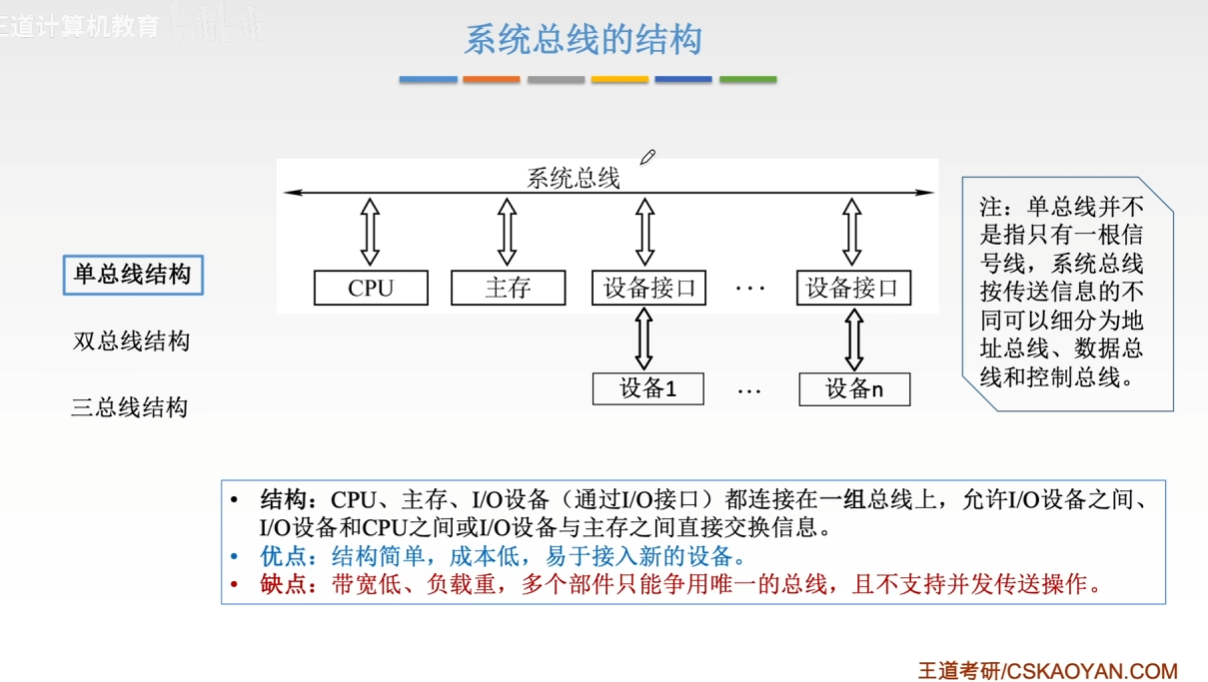 王道计算机教育
系统总线的结构
系统总线
CPU
主存
设备接口
···
设备接口
设备1
···
设备n
单总线结构
双总线结构
三总线结构
注：单总线并不
是指只有一根信
号线，系统总线
按传送信息的不
同可以细分为地
址总线、数据总
线和控制总线。
• 结构：CPU、主存、I/O设备（通过I/O接口）都连接在一组总线上，允许I/O设备之间、
I/O设备和CPU之间或I/O设备与主存之间直接交换信息。
• 优点：结构简单，成本低，易于接入新的设备。
• 缺点：带宽低、负载重，多个部件只能争用唯一的总线，且不支持并发传送操作。
王道考研/CSKAOYAN.COM